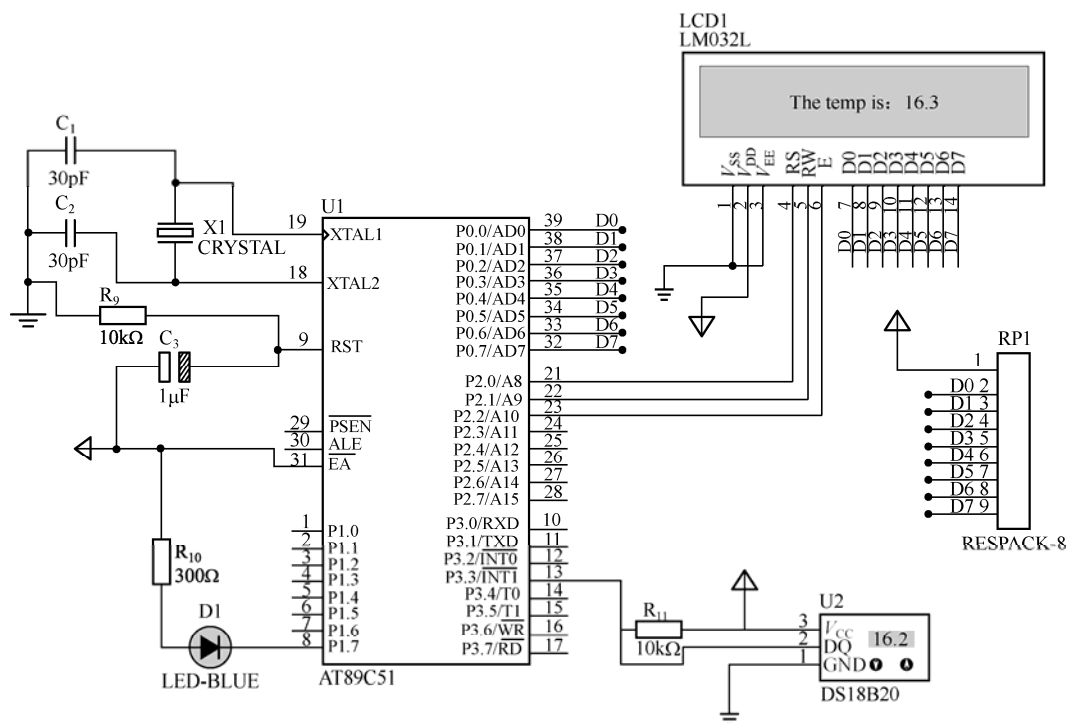 LCD1
LM032L
The temp is: 16.3
VSS VDD VEE RS RW E D0 D1 D2 D3 D4 D5 D6 D7
1 2 3 4 5 6 7 8 9 10 11 12 13 14
D0 D1 D2 D3 D4 D5 D6 D7
C1
30pF
C2
30pF
X1
CRYSTAL
R9
10kΩ
C3
1μF
R10
300Ω
D1
LED-BLUE
U1
19 XTAL1
18 XTAL2
9 RST
29 PSEN
30 ALE
31 EA
1 P1.0
2 P1.1
3 P1.2
4 P1.3
5 P1.4
6 P1.5
7 P1.6
8 P1.7
P0.0/AD0 39 D0
P0.1/AD1 38 D1
P0.2/AD2 37 D2
P0.3/AD3 36 D3
P0.4/AD4 35 D4
P0.5/AD5 34 D5
P0.6/AD6 33 D6
P0.7/AD7 32 D7
P2.0/A8 21
P2.1/A9 22
P2.2/A10 23
P2.3/A11 24
P2.4/A12 25
P2.5/A13 26
P2.6/A14 27
P2.7/A15 28
P3.0/RXD 10
P3.1/TXD 11
P3.2/INT0 12
P3.3/INT1 13
P3.4/T0 14
P3.5/T1 15
P3.6/WR 16
P3.7/RD 17
AT89C51
RP1
1
D0 2
D1 3
D2 4
D3 5
D4 6
D5 7
D6 8
D7 9
RESPACK-8
R11
10kΩ
U2
3 VCC
2 DQ
1 GND
16.2
DS18B20